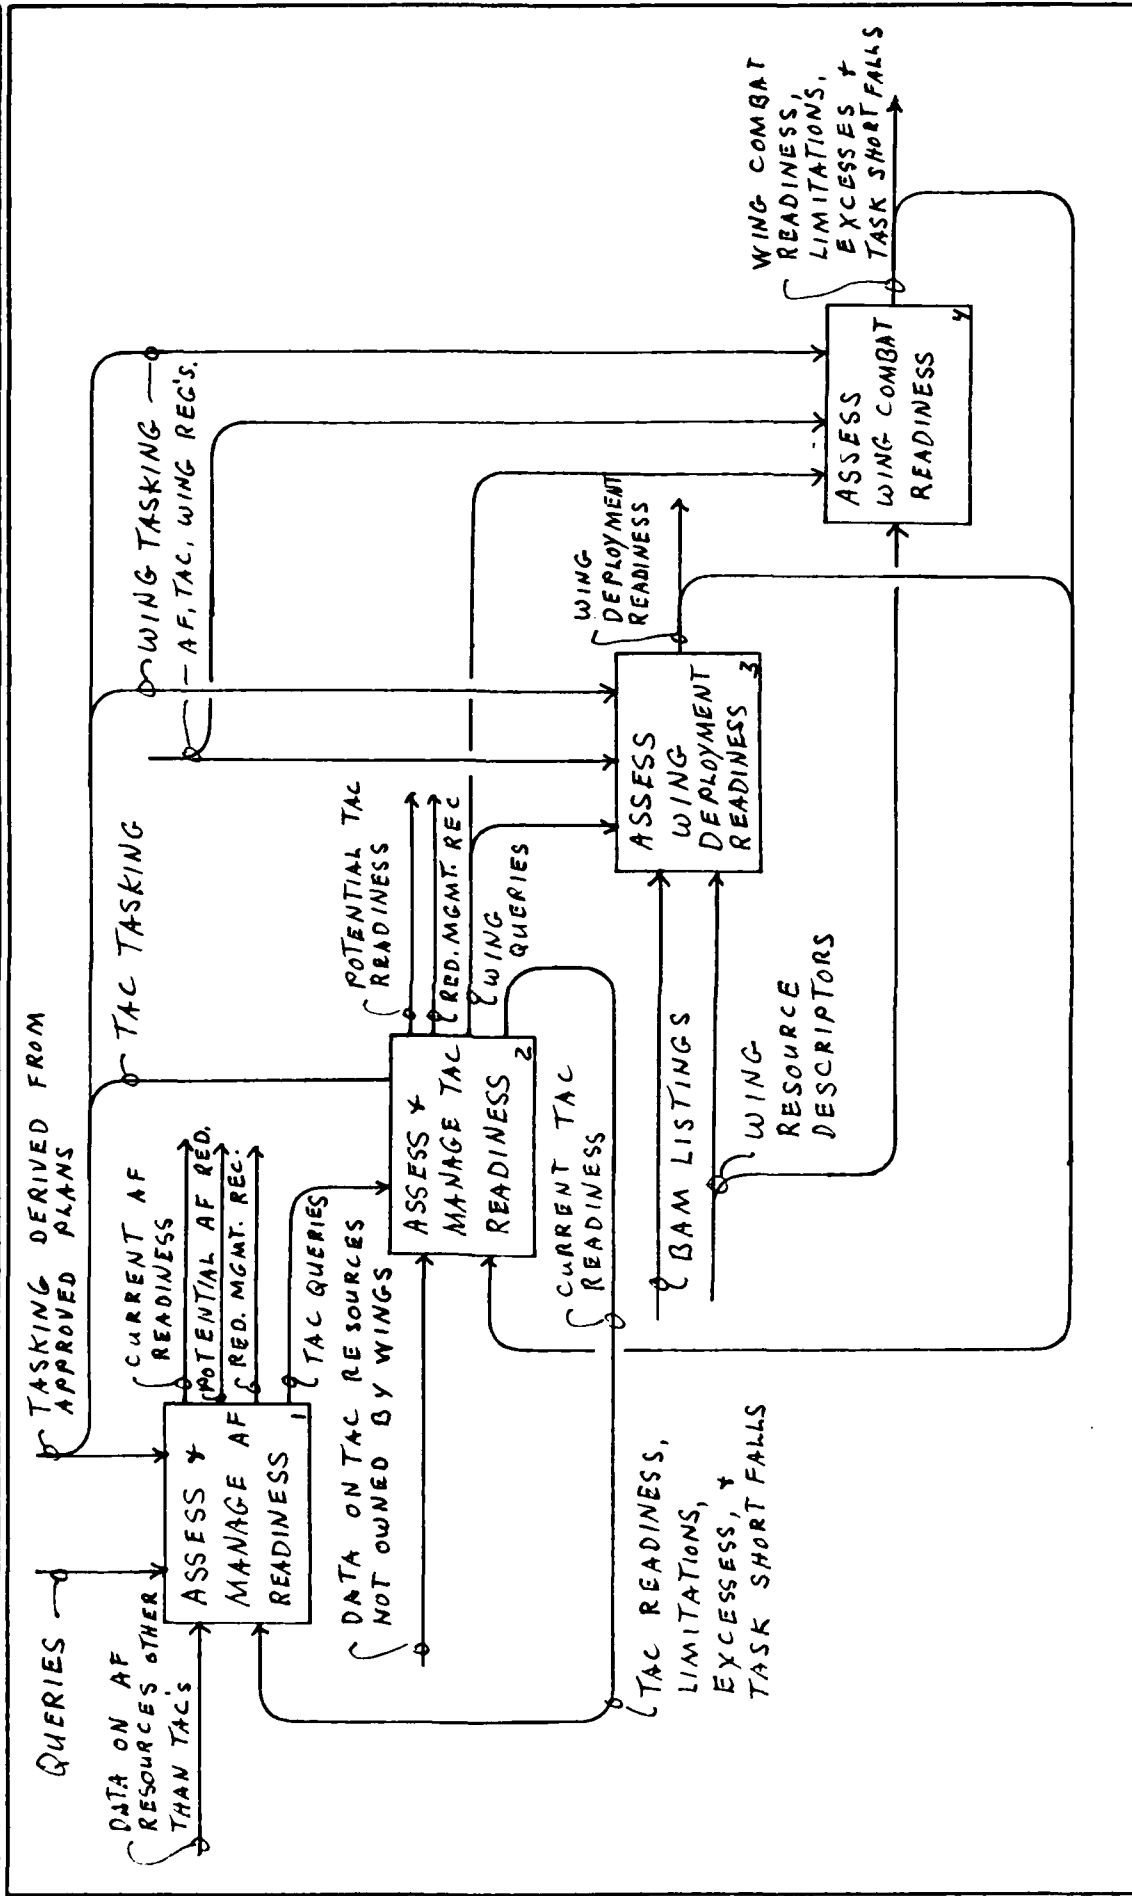 QUERIES
TASKING DERIVED FROM
APPROVED PLANS
TAC TASKING
WING TASKING
AF, TAC, WING REG'S.
DATA ON AF
RESOURCES OTHER
THAN TAC'S
ASSESS &
MANAGE AF
READINESS
1
CURRENT AF
READINESS
POTENTIAL AF RED.
RED. MGMT. REC.
TAC QUERIES
DATA ON TAC RESOURCES
NOT OWNED BY WINGS
ASSESS &
MANAGE TAC
READINESS
2
POTENTIAL TAC
READINESS
RED. MGMT. REC
WING
QUERIES
CURRENT TAC
READINESS
TAC READINESS,
LIMITATIONS,
EXCESSES, &
TASK SHORT FALLS
BAM LISTINGS
WING
RESOURCE
DESCRIPTORS
ASSESS
WING
DEPLOYMENT
READINESS
3
WING
DEPLOYMENT
READINESS
ASSESS
WING COMBAT
READINESS
4
WING COMBAT
READINESS,
LIMITATIONS,
EXCESSES &
TASK SHORT FALLS